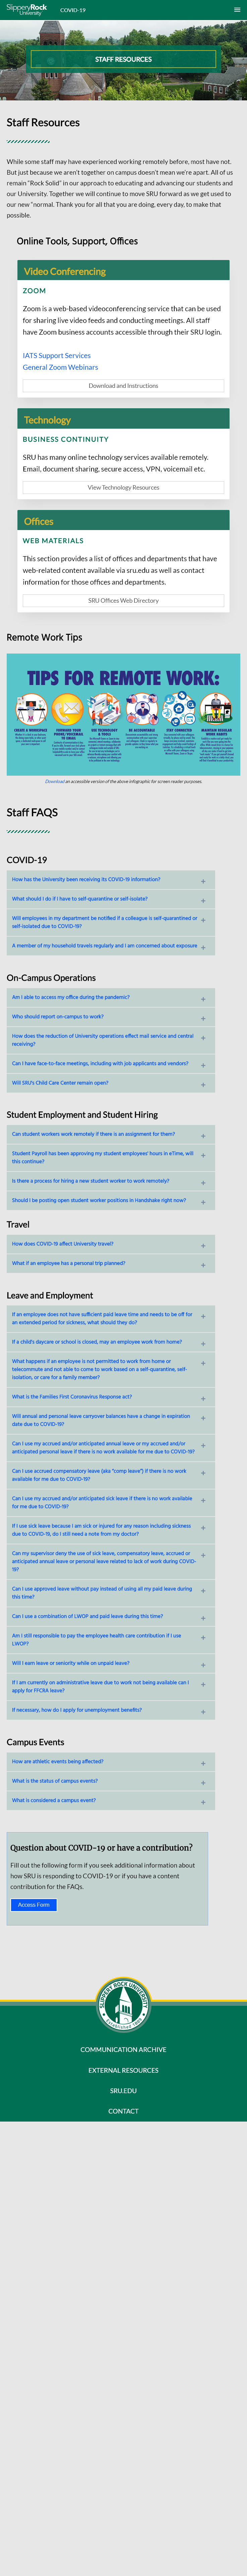 SlipperyRock
University
COVID-19
STAFF RESOURCES
Staff Resources
While some staff may have experienced working remotely before, most have not.
But just because we aren't together on campus doesn't mean we're apart. All of us
remain "Rock Solid" in our approach to educating and advancing our students and
our University. Together we will continue to move SRU forward as we get used to
our new "normal. Thank you for all that you are doing, every day, to make that
possible.
Online Tools, Support, Offices
Video Conferencing
ZOOM
Zoom is a web-based videoconferencing service that can be used
for sharing live video feeds and conducting meetings. All staff
have Zoom business accounts accessible through their SRU login.
IATS Support Services
General Zoom Webinars
Download and Instructions
Technology
BUSINESS CONTINUITY
SRU has many online technology services available remotely.
Email, document sharing, secure access, VPN, voicemail etc.
View Technology Resources
Offices
WEB MATERIALS
This section provides a list of offices and departments that have
web-related content available via sru.edu as well as contact
information for those offices and departments.
SRU Offices Web Directory
Remote Work Tips
TIPS FOR REMOTE WORK:
Download an accessible version of the above infographic for screen reader purposes.
Staff FAQS
COVID-19
How has the University been receiving its COVID-19 information?
What should I do if I have to self-quarantine or self-isolate?
Will employees in my department be notified if a colleague is self-quarantined or
self-isolated due to COVID-19?
A member of my household travels regularly and I am concerned about exposure
On-Campus Operations
Am I able to access my office during the pandemic?
Who should report on-campus to work?
How does the reduction of University operations effect mail service and central
receiving?
Can I have face-to-face meetings, including with job applicants and vendors?
Will SRU's Child Care Center remain open?
Student Employment and Student Hiring
Can student workers work remotely if there is an assignment for them?
Student Payroll has been approving my student employees' hours in eTime, will
this continue?
Is there a process for hiring a new student worker to work remotely?
Should I be posting open student worker positions in Handshake right now?
Travel
How does COVID-19 affect University travel?
What if an employee has a personal trip planned?
Leave and Employment
If an employee does not have sufficient paid leave time and needs to be off for
an extended period for sickness, what should they do?
If a child's daycare or school is closed, may an employee work from home?
What happens if an employee is not permitted to work from home or
telecommute and not able to come to work based on a self-quarantine, self-
isolation, or care for a family member?
What is the Families First Coronavirus Response act?
Will annual and personal leave carryover balances have a change in expiration
date due to COVID-19?
Can I use my accrued and/or anticipated annual leave or my accrued and/or
anticipated personal leave if there is no work available for me due to COVID-19?
Can I use accrued compensatory leave (aka "comp leave") if there is no work
available for me due to COVID-19?
Can I use my accrued and/or anticipated sick leave if there is no work available
for me due to COVID-19?
If I use sick leave because I am sick or injured for any reason including sickness
due to COVID-19, do I still need a note from my doctor?
Can my supervisor deny the use of sick leave, compensatory leave, accrued or
anticipated annual leave or personal leave related to lack of work during COVID-
19?
Can I use approved leave without pay instead of using all my paid leave during
this time?
Can I use a combination of LWOP and paid leave during this time?
Am I still responsible to pay the employee health care contribution if I use
LWOP?
Will I earn leave or seniority while on unpaid leave?
If I am currently on administrative leave due to work not being available can I
apply for FFCRA leave?
If necessary, how do I apply for unemployment benefits?
Campus Events
How are athletic events being affected?
What is the status of campus events?
What is considered a campus event?
Question about COVID-19 or have a contribution?
Fill out the following form if you seek additional information about
how SRU is responding to COVID-19 or if you have a content
contribution for the FAQs.
Access Form
SLIPPERY ROCK UNIVERSITY
COMMUNICATION ARCHIVE
EXTERNAL RESOURCES
SRU.EDU
CONTACT